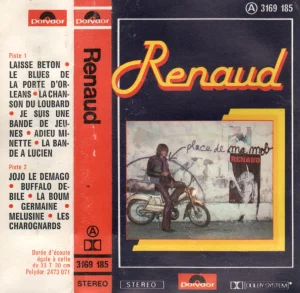 Polydor
Piste 1
LAISSE BETON • LE
BLUES DE
LA PORTE D'OR-
LEANS • LA CHAN-
SON DU LOUBARD
• JE SUIS UNE
BANDE DE JEU-
NES • ADIEU MI-
NETTE • LA BAN-
DE A LUCIEN
Piste 2
JOJO LE DEMAGO
• BUFFALO DE-
BILE • LA BOUM
• GERMAINE •
MELUSINE • LES
CHAROGNARDS
Durée d'écoute
égale à celle
du 33 T 30 cm
Polydor 2473 071
Polydor
Renaud
A DOLBY
3169 185
STEREO
A 3169 185
Renaud
place de ma mob
RENAUD
STEREO
Polydor
DOLBY SYSTEM